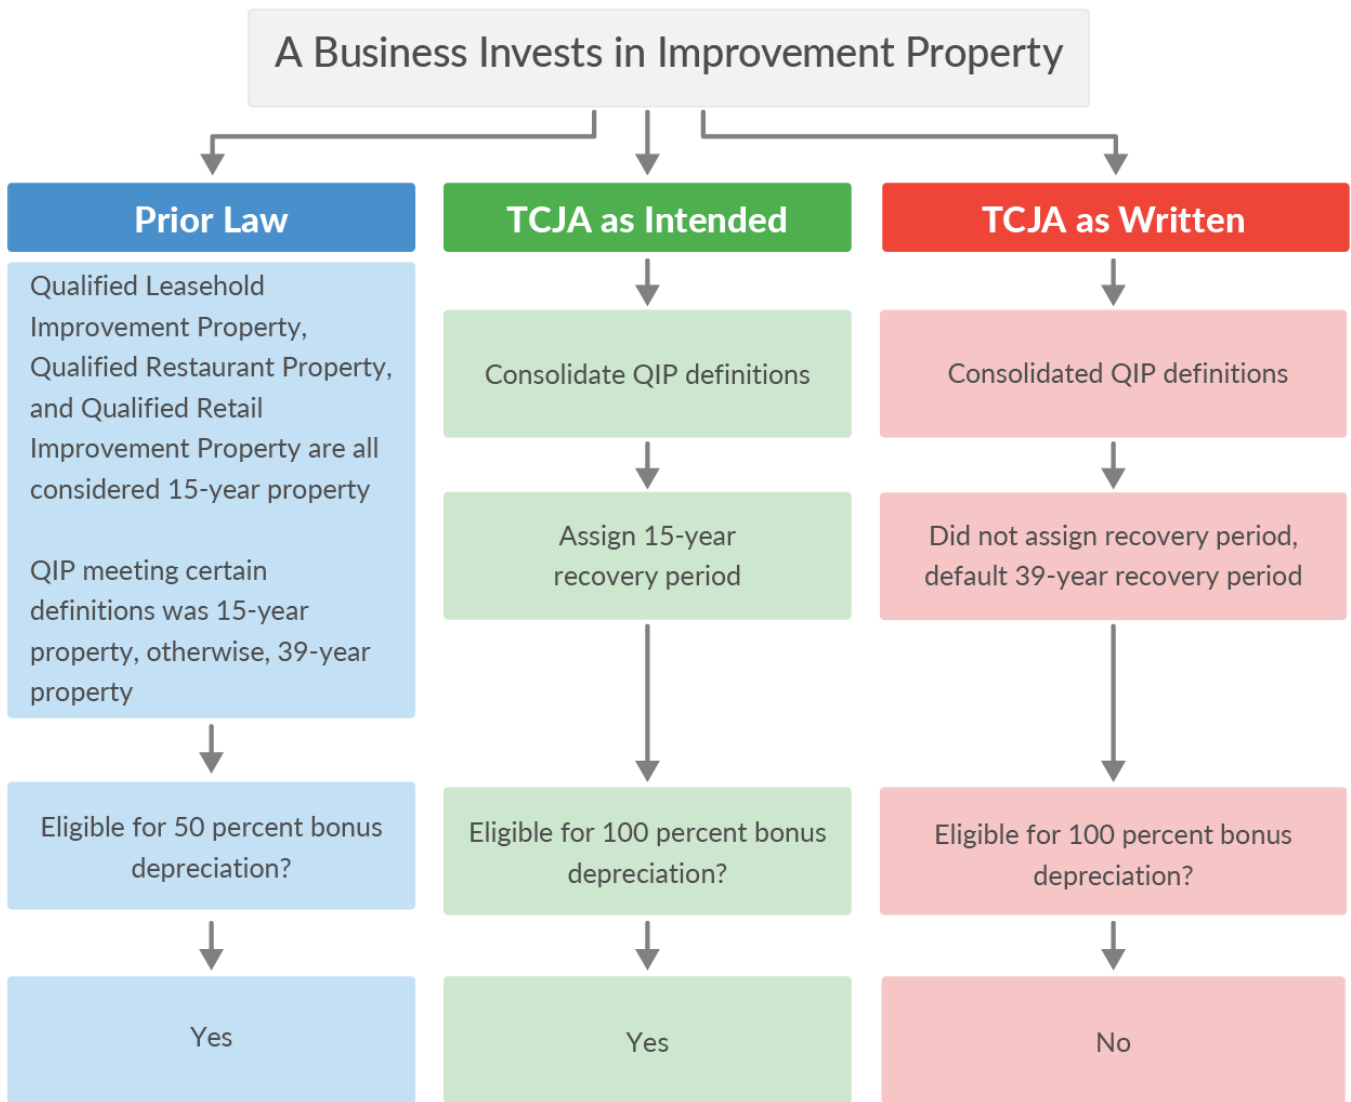 A Business Invests in Improvement Property
Prior Law
Qualified Leasehold
Improvement Property,
Qualified Restaurant Property,
and Qualified Retail
Improvement Property are all
considered 15-year property
QIP meeting certain
definitions was 15-year
property, otherwise, 39-year
property
Eligible for 50 percent bonus
depreciation?
Yes
TCJA as Intended
Consolidate QIP definitions
Assign 15-year
recovery period
Eligible for 100 percent bonus
depreciation?
Yes
TCJA as Written
Consolidated QIP definitions
Did not assign recovery period,
default 39-year recovery period
Eligible for 100 percent bonus
depreciation?
No